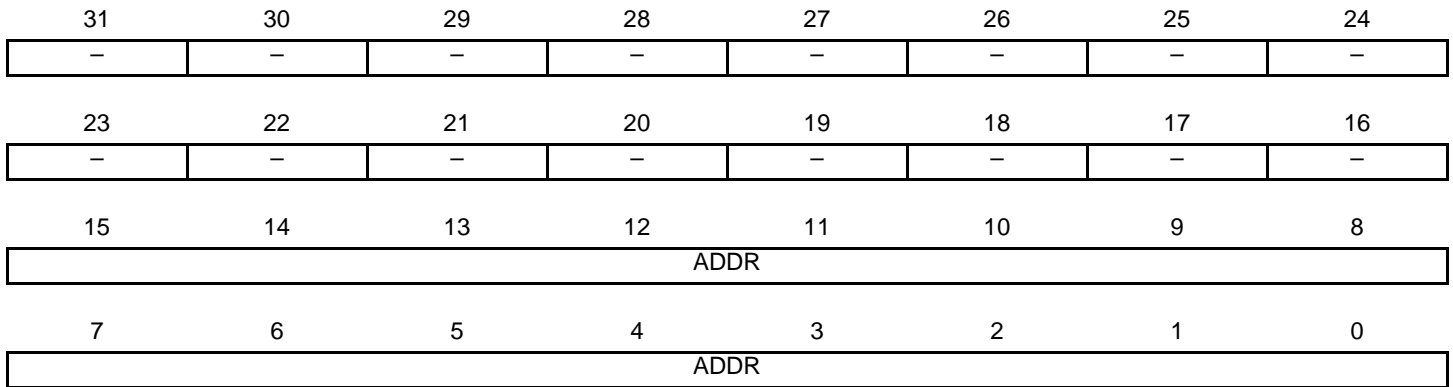 31 30 29 28 27 26 25 24
– – – – – – – –
23 22 21 20 19 18 17 16
– – – – – – – –
15 14 13 12 11 10 9 8
ADDR
7 6 5 4 3 2 1 0
ADDR